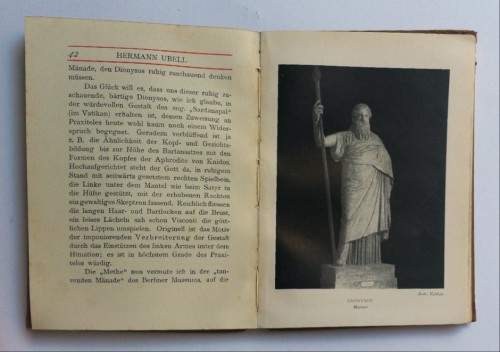 42
HERMANN UBELL
Mänade, den Dionysos ruhig zuschauend denken
müssen.
Das Glück will es, dass uns dieser ruhig zu-
schauende, bärtige Dionysos, wie ich glaube, in
der würdevollen Gestalt des sog. „Sardanapal“
(im Vatikan) erhalten ist, dessen Zuweisung an
Praxiteles heute wohl kaum noch einem Wider-
spruch begegnet. Geradezu verblüffend ist ja
z. B. die Ähnlichkeit der Kopf- und Gesichts-
bildung bis zur Höhe des Bartansatzes mit den
Formen des Kopfes der Aphrodite von Knidos.
Hochaufgerichtet steht der Gott da, in ruhigem
Stand mit seitwärts gesetztem rechten Spielbein,
die Linke unter dem Mantel wie beim Satyr in
die Hüfte gestützt, mit der erhobenen Rechten
ein gewaltiges Skeptron fassend. Reichlich fliessen
die langen Haar- und Bartlocken auf die Brust,
ein leises Lächeln sah schon Visconti die gött-
lichen Lippen umspielen. Originell ist das Motiv
der imponierenden Verbreiterung der Gestalt
durch das Einstützen des linken Armes unter dem
Himation; es ist in höchstem Grade des Praxi-
teles würdig.
Die „Methe“ nun vermute ich in der „tan-
zenden Mänade“ des Berliner Museums, auf die
DIONYSOS
Marmor
Rom, Vatikan